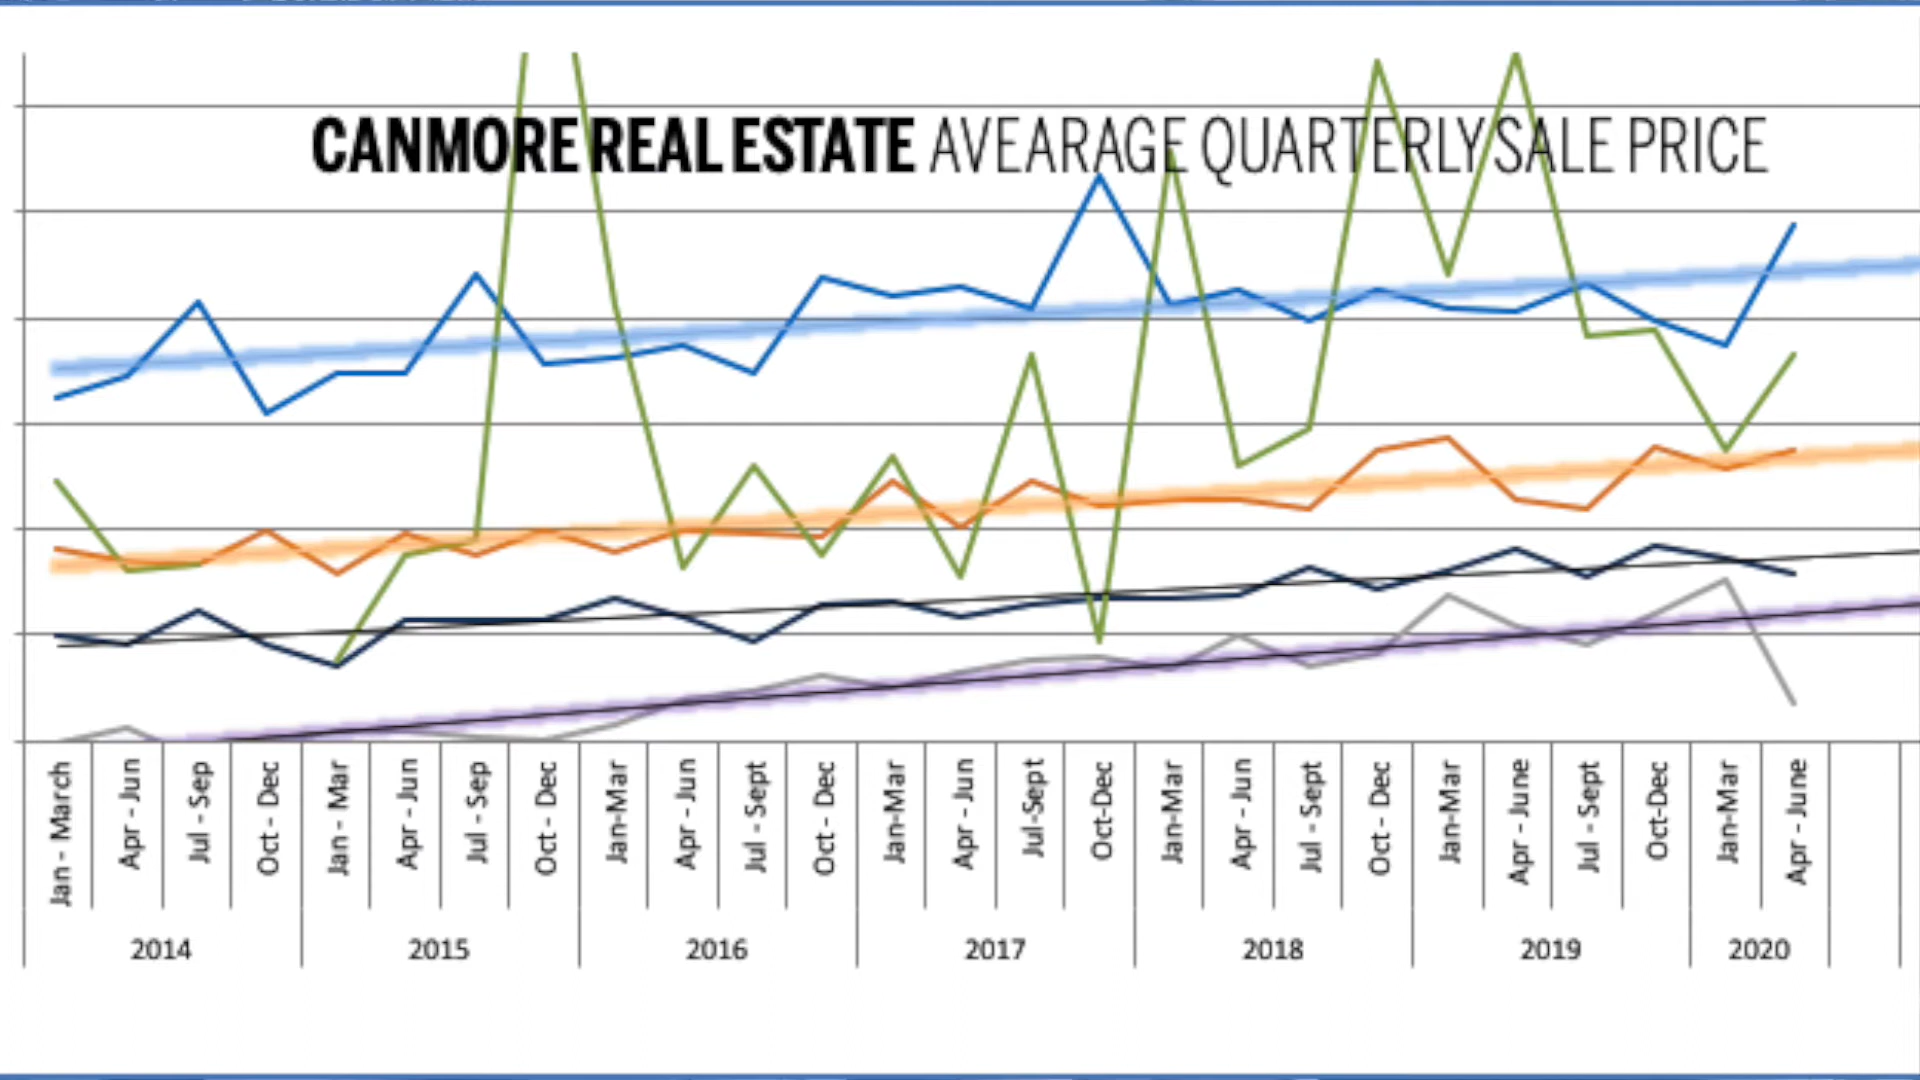 CANMORE REAL ESTATE AVEARAGE QUARTERLY SALE PRICE
Jan - March
Apr - Jun
Jul - Sep
Oct - Dec
Jan - Mar
Apr - Jun
Jul - Sep
Oct - Dec
Jan-Mar
Apr - Jun
Jul - Sept
Oct - Dec
Jan-Mar
Apr - Jun
Jul-Sept
Oct-Dec
Jan-Mar
Apr - Jun
Jul - Sept
Oct - Dec
Jan-Mar
Apr - June
Jul - Sept
Oct-Dec
Jan-Mar
Apr - June
2014 2015 2016 2017 2018 2019 2020